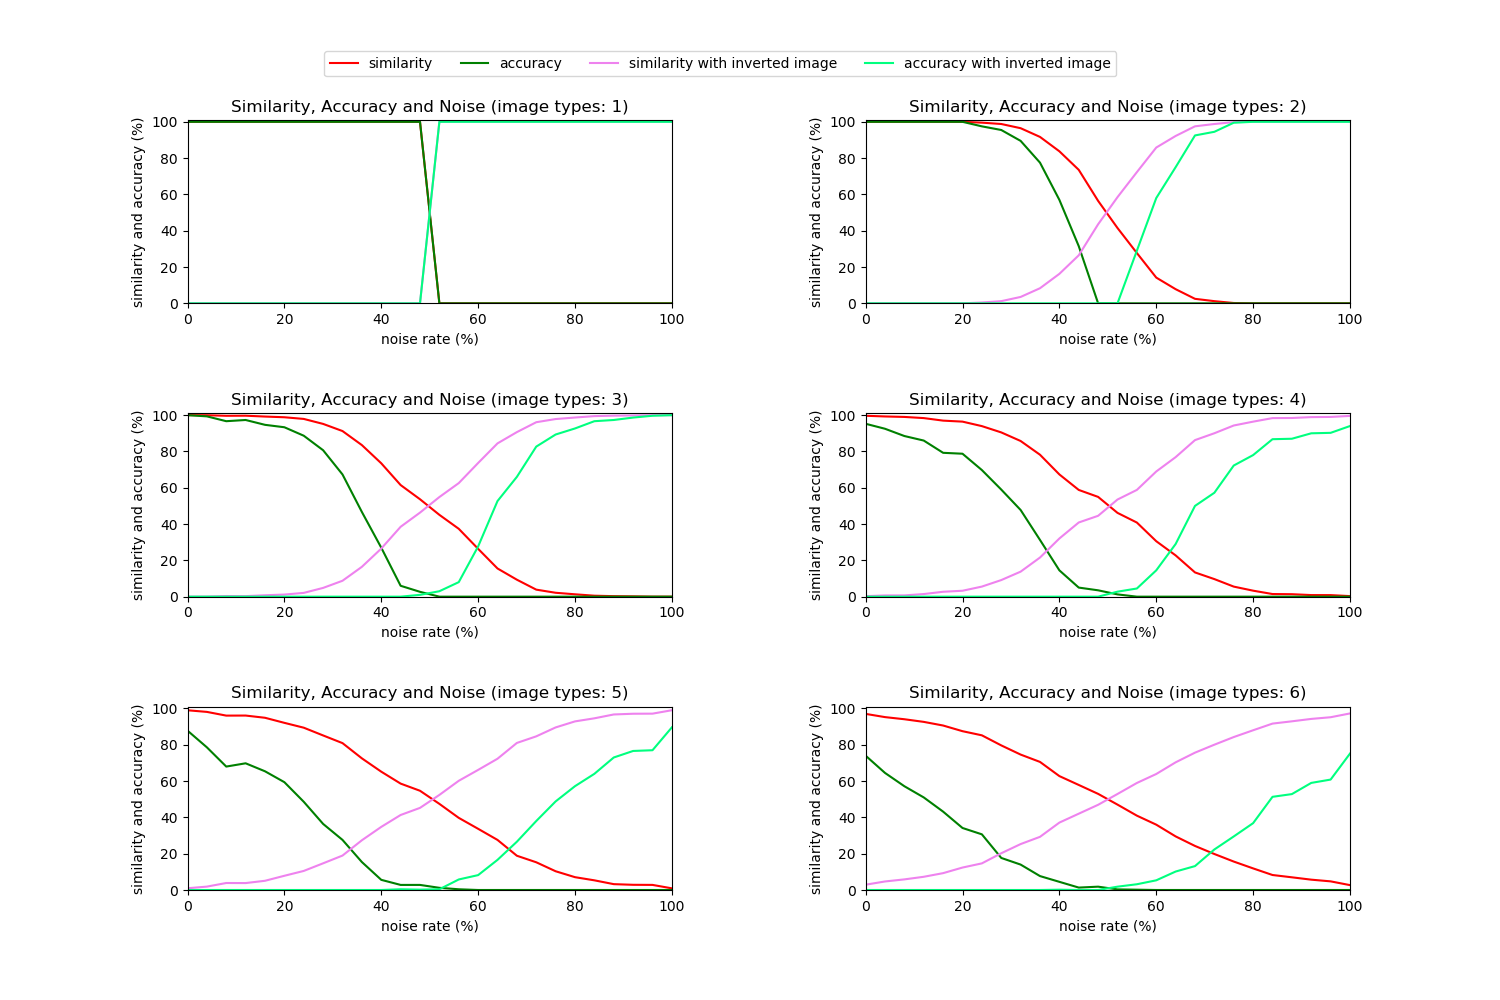 similarity accuracy similarity with inverted image accuracy with inverted image
Similarity, Accuracy and Noise (image types: 1)
similarity and accuracy (%)
100
80
60
40
20
0
0 20 40 60 80 100
noise rate (%)
Similarity, Accuracy and Noise (image types: 2)
similarity and accuracy (%)
100
80
60
40
20
0
0 20 40 60 80 100
noise rate (%)
Similarity, Accuracy and Noise (image types: 3)
similarity and accuracy (%)
100
80
60
40
20
0
0 20 40 60 80 100
noise rate (%)
Similarity, Accuracy and Noise (image types: 4)
similarity and accuracy (%)
100
80
60
40
20
0
0 20 40 60 80 100
noise rate (%)
Similarity, Accuracy and Noise (image types: 5)
similarity and accuracy (%)
100
80
60
40
20
0
0 20 40 60 80 100
noise rate (%)
Similarity, Accuracy and Noise (image types: 6)
similarity and accuracy (%)
100
80
60
40
20
0
0 20 40 60 80 100
noise rate (%)